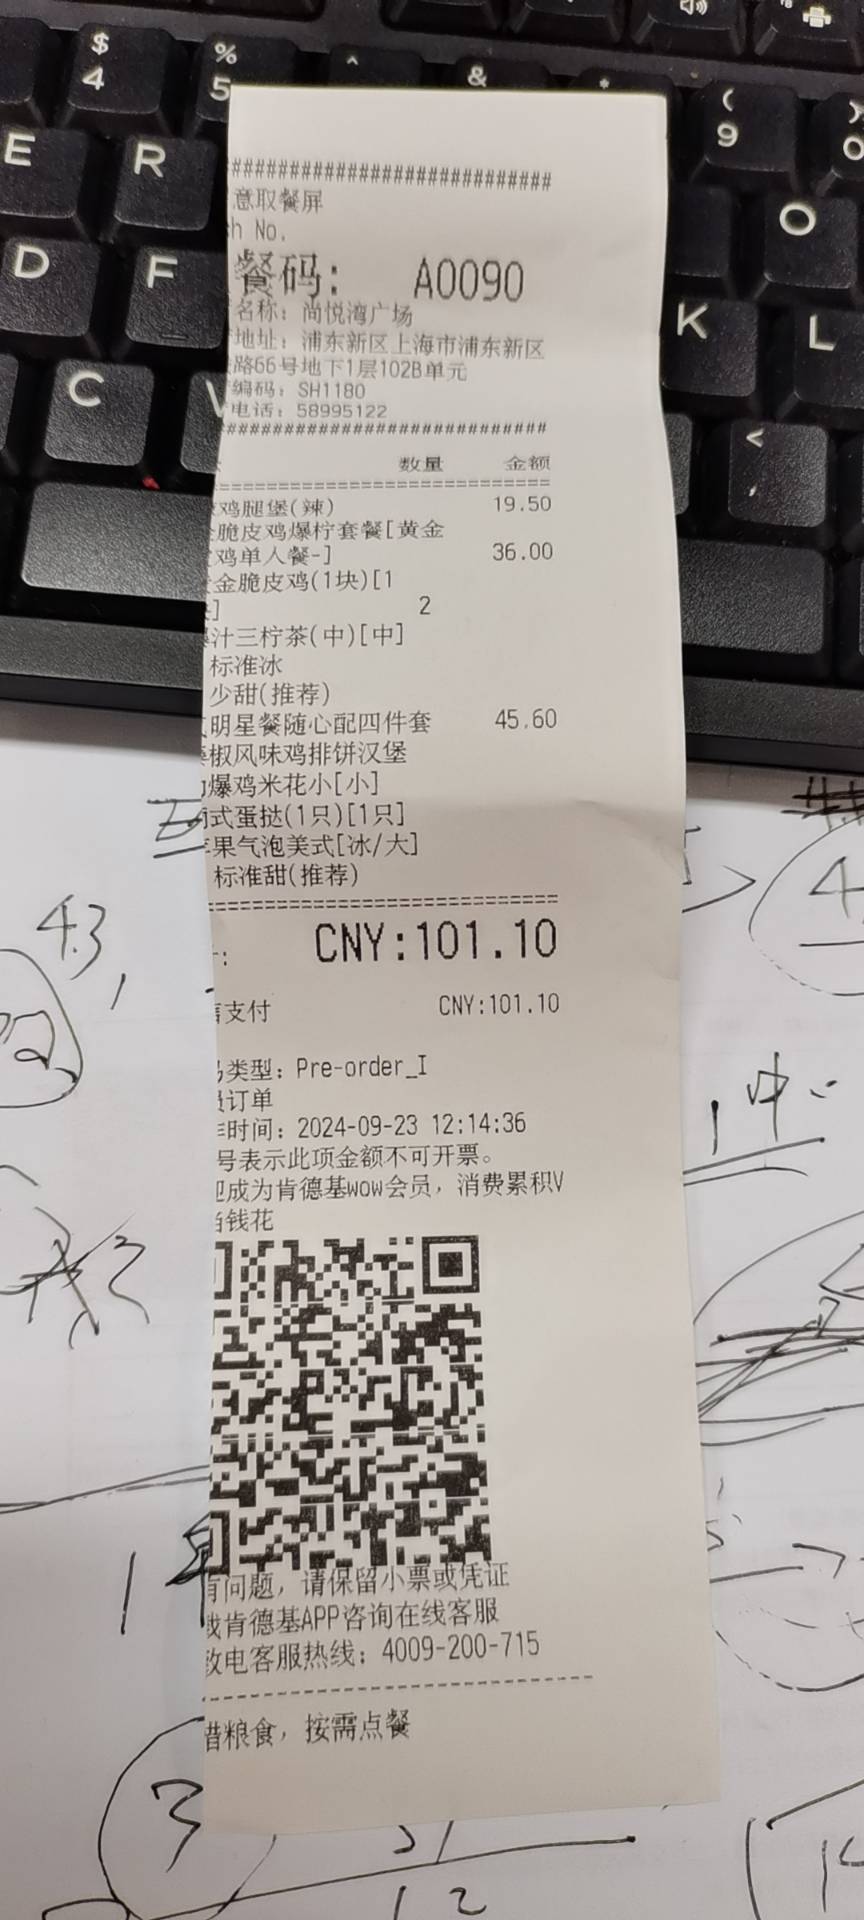 $
4
%
5
^
&
*
(
9
)
0
E
R
O
D
F
K
L
C
V
<
###########################
意取餐屏
h No.
餐码: A0090
名称: 尚悦湾广场
地址: 浦东新区上海市浦东新区
路66号地下1层102B单元
编码: SH1180
电话: 58995122
############################
数量 金额
==============================
鸡腿堡(辣) 19.50
脆皮鸡爆柠套餐[黄金
鸡单人餐-] 36.00
金脆皮鸡(1块)[1
] 2
汁三柠茶(中)[中]
标准冰
少甜(推荐)
明星餐随心配四件套 45.60
椒风味鸡排饼汉堡
爆鸡米花小[小]
式蛋挞(1只)[1只]
果气泡美式[冰/大]
标准甜(推荐)
==============================
: CNY:101.10
支付 CNY:101.10
类型: Pre-order_I
订单
时间: 2024-09-23 12:14:36
号表示此项金额不可开票。
成为肯德基wow会员, 消费累积V
钱花
有问题, 请保留小票或凭证
肯德基APP咨询在线客服
致电客服热线: 4009-200-715
------------------------------
惜粮食, 按需点餐
43,
1中
3
12